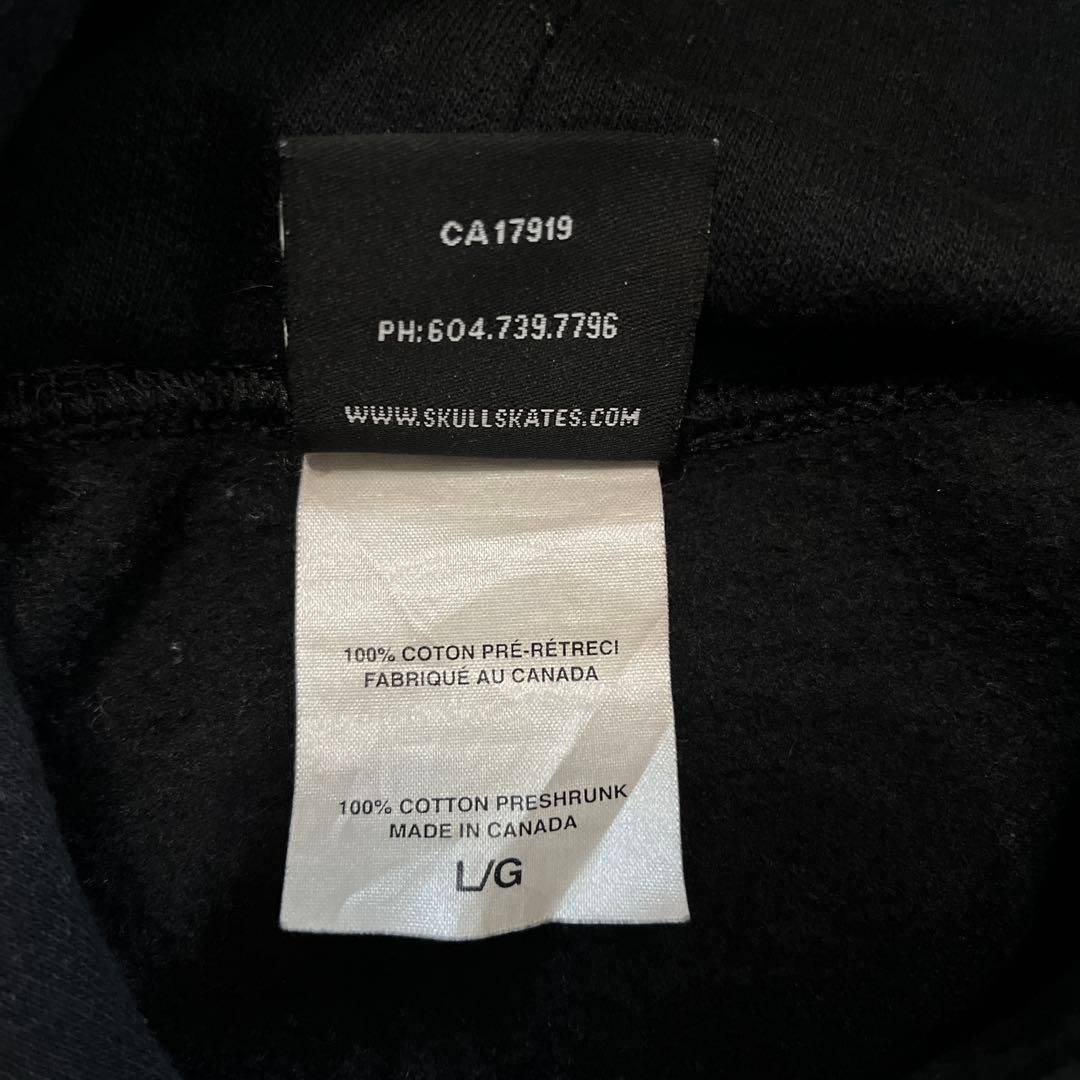 CA17919
PH:604.739.7796
WWW.SKULLSKATES.COM
100% COTON PRÉ-RÉTRECI
FABRIQUÉ AU CANADA
100% COTTON PRESHRUNK
MADE IN CANADA
L/G